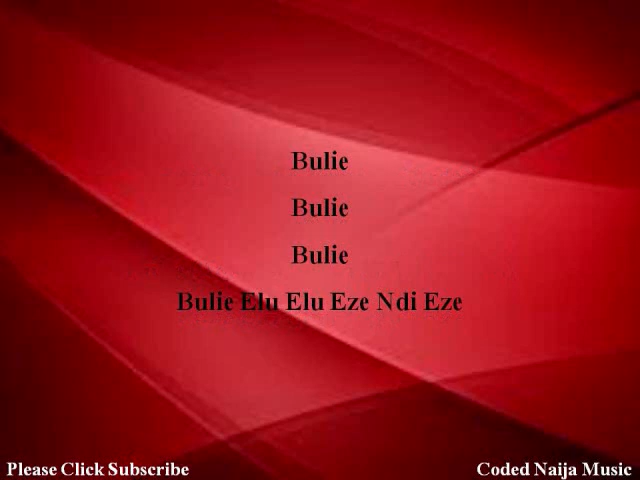 Bulie
Bulie
Bulie
Bulie Elu Elu Eze Ndi Eze
Please Click Subscribe
Coded Naija Music